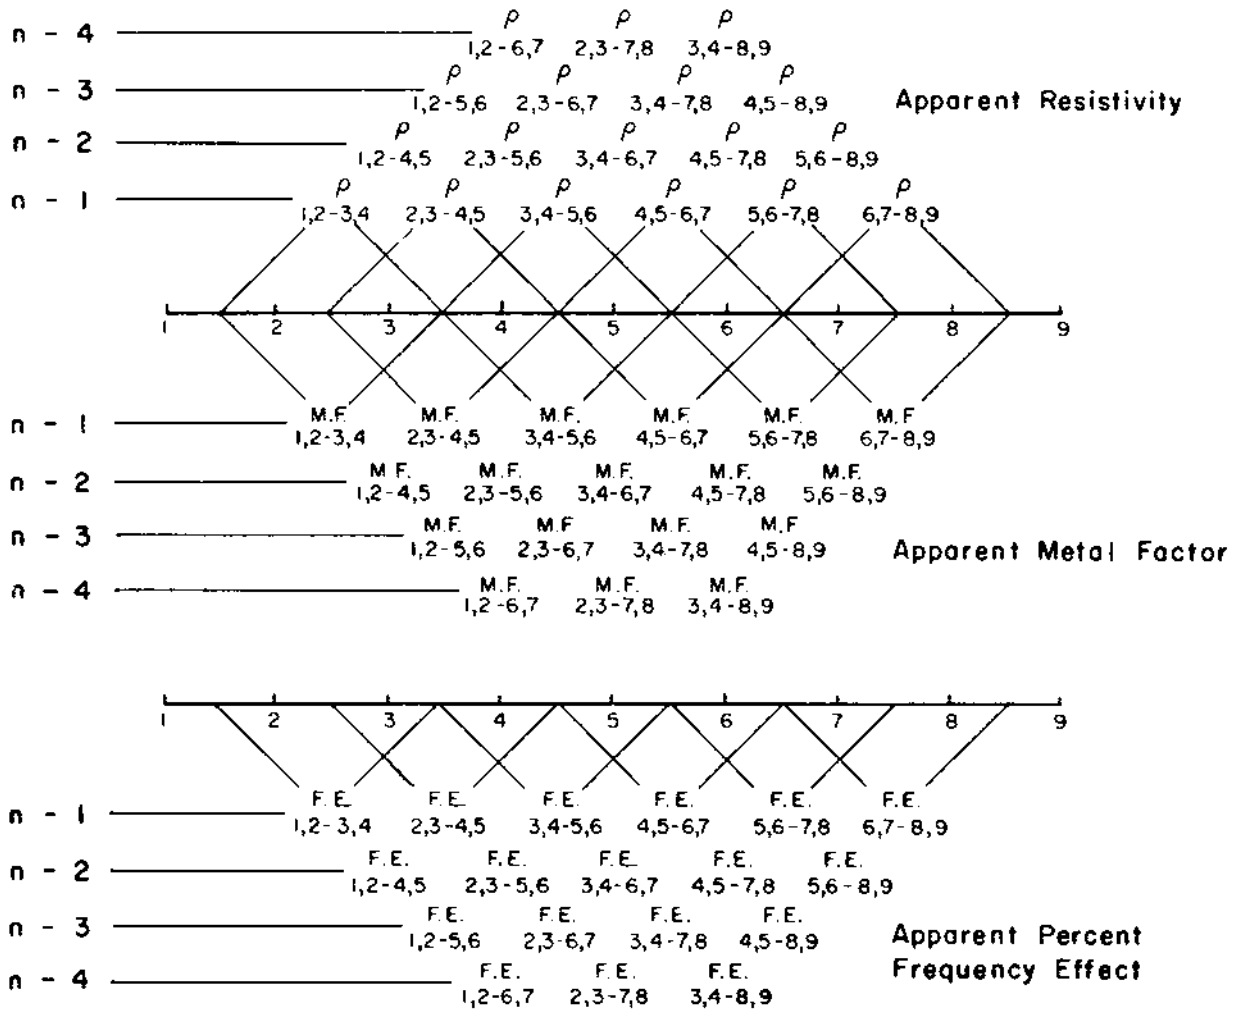 n - 4 ρ ρ ρ
1,2-6,7 2,3-7,8 3,4-8,9
n - 3 ρ ρ ρ ρ
1,2-5,6 2,3-6,7 3,4-7,8 4,5-8,9 Apparent Resistivity
n - 2 ρ ρ ρ ρ ρ
1,2-4,5 2,3-5,6 3,4-6,7 4,5-7,8 5,6-8,9
n - 1 ρ ρ ρ ρ ρ ρ
1,2-3,4 2,3-4,5 3,4-5,6 4,5-6,7 5,6-7,8 6,7-8,9
1 2 3 4 5 6 7 8 9
n - 1 M.F. M.F. M.F. M.F. M.F. M.F
1,2-3,4 2,3-4,5 3,4-5,6 4,5-6,7 5,6-7,8 6,7-8,9
n - 2 M.F. M.F. M.F. M.F. M.F.
1,2-4,5 2,3-5,6 3,4-6,7 4,5-7,8 5,6-8,9
n - 3 M.F. M.F M.F. M.F
1,2-5,6 2,3-6,7 3,4-7,8 4,5-8,9 Apparent Metal Factor
n - 4 M.F. M.F. M.F.
1,2-6,7 2,3-7,8 3,4-8,9
1 2 3 4 5 6 7 8 9
n - 1 F.E. F.E. F.E. F.E. F.E. F.E.
1,2-3,4 2,3-4,5 3,4-5,6 4,5-6,7 5,6-7,8 6,7-8,9
n - 2 F.E. F.E. F.E. F.E. F.E.
1,2-4,5 2,3-5,6 3,4-6,7 4,5-7,8 5,6-8,9
n - 3 F.E. F.E. F.E. F.E.
1,2-5,6 2,3-6,7 3,4-7,8 4,5-8,9 Apparent Percent
Frequency Effect
n - 4 F.E. F.E. F.E.
1,2-6,7 2,3-7,8 3,4-8,9